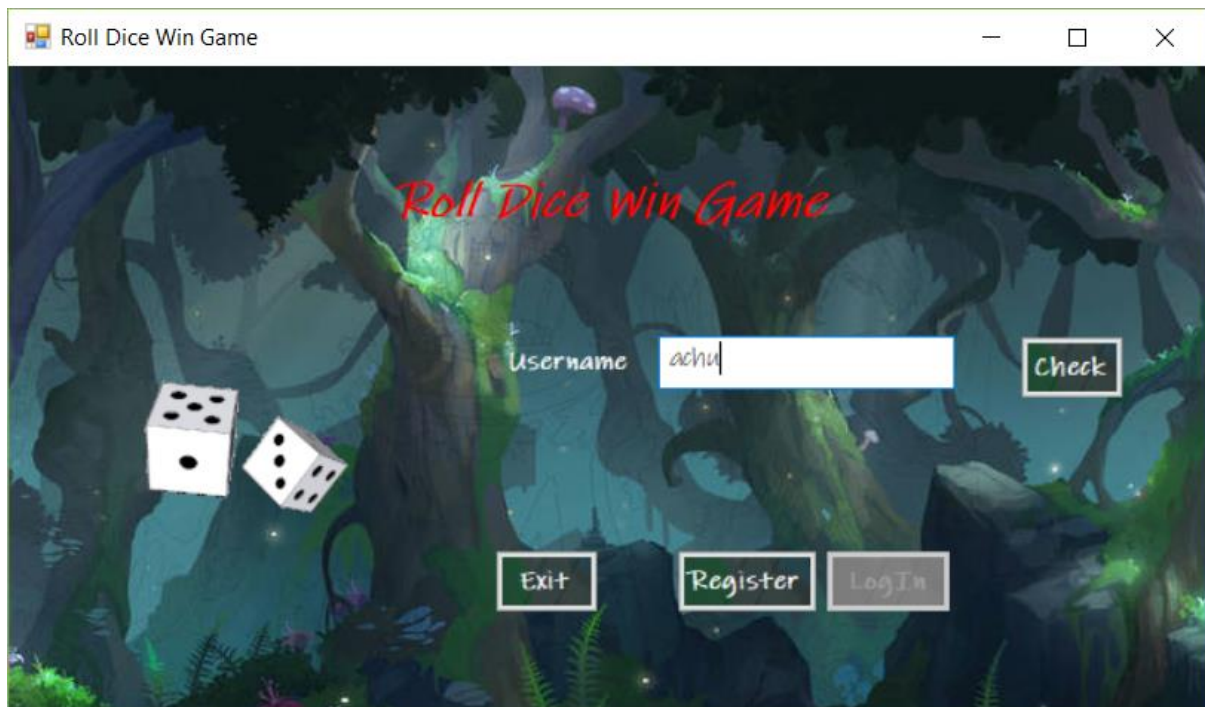 Roll Dice Win Game
Roll Dice Win Game
Username achu Check
Exit Register LogIn